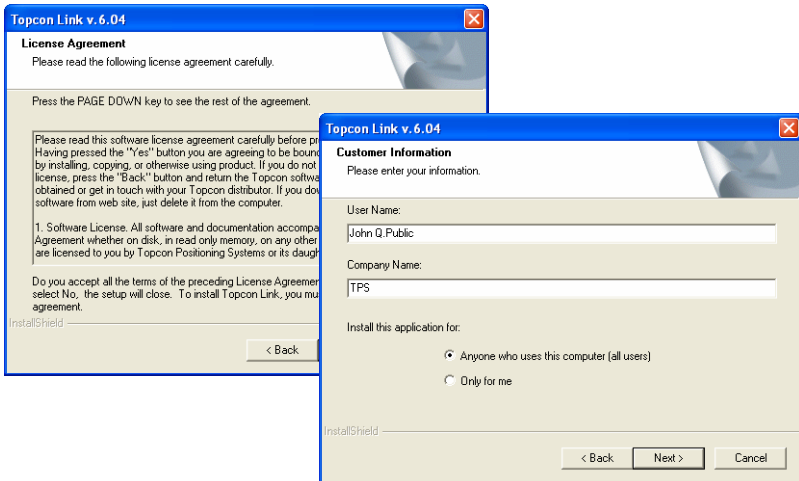 Topcon Link v.6.04
License Agreement
Please read the following license agreement carefully.
Press the PAGE DOWN key to see the rest of the agreement.
Please read this software license agreement carefully before
Having pressed the "Yes" button you are agreeing to be
by installing, copying, or otherwise using product. If you do not
license, press the "Back" button and return the Topcon
obtained or get in touch with your Topcon distributor. If you
software from web site, just delete it from the computer.
1. Software License. All software and documentation
Agreement whether on disk, in read only memory, on any other
are licensed to you by Topcon Positioning Systems or its
Do you accept all the terms of the preceding License
select No, the setup will close. To install Topcon Link, you
agreement.
InstallShield
< Back
Topcon Link v.6.04
Customer Information
Please enter your information.
User Name:
John Q.Public
Company Name:
TPS
Install this application for:
Anyone who uses this computer (all users)
Only for me
InstallShield
< Back
Next >
Cancel